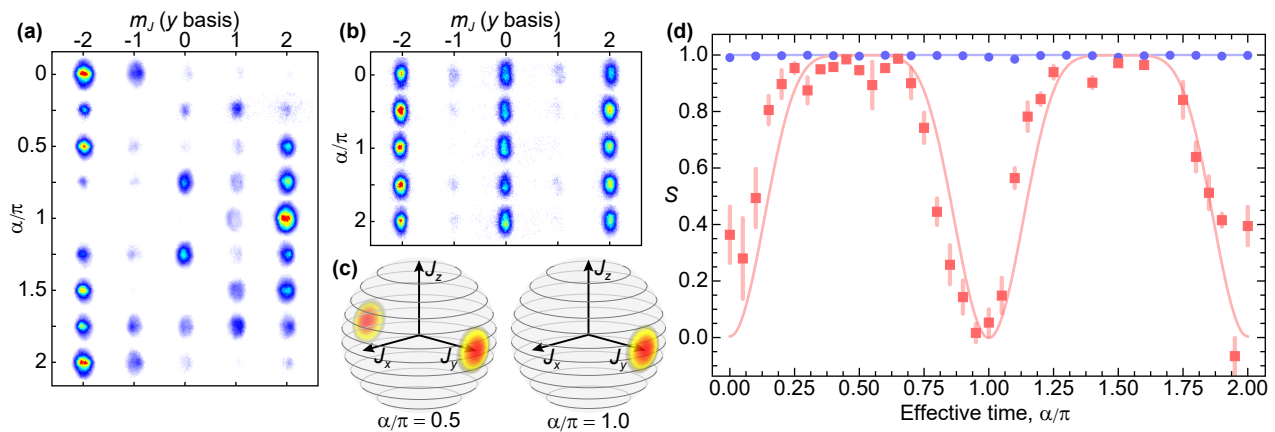 (a)
m_J (y basis)
-2 -1 0 1 2
α/π
0
0.5
1
1.5
2
(b)
m_J (y basis)
-2 -1 0 1 2
α/π
0
1
2
(c)
J_z
J_x
J_y
α/π = 0.5
J_z
J_x
J_y
α/π = 1.0
(d)
S
1.0
0.8
0.6
0.4
0.2
0.0
0.00 0.25 0.50 0.75 1.00 1.25 1.50 1.75 2.00
Effective time, α/π